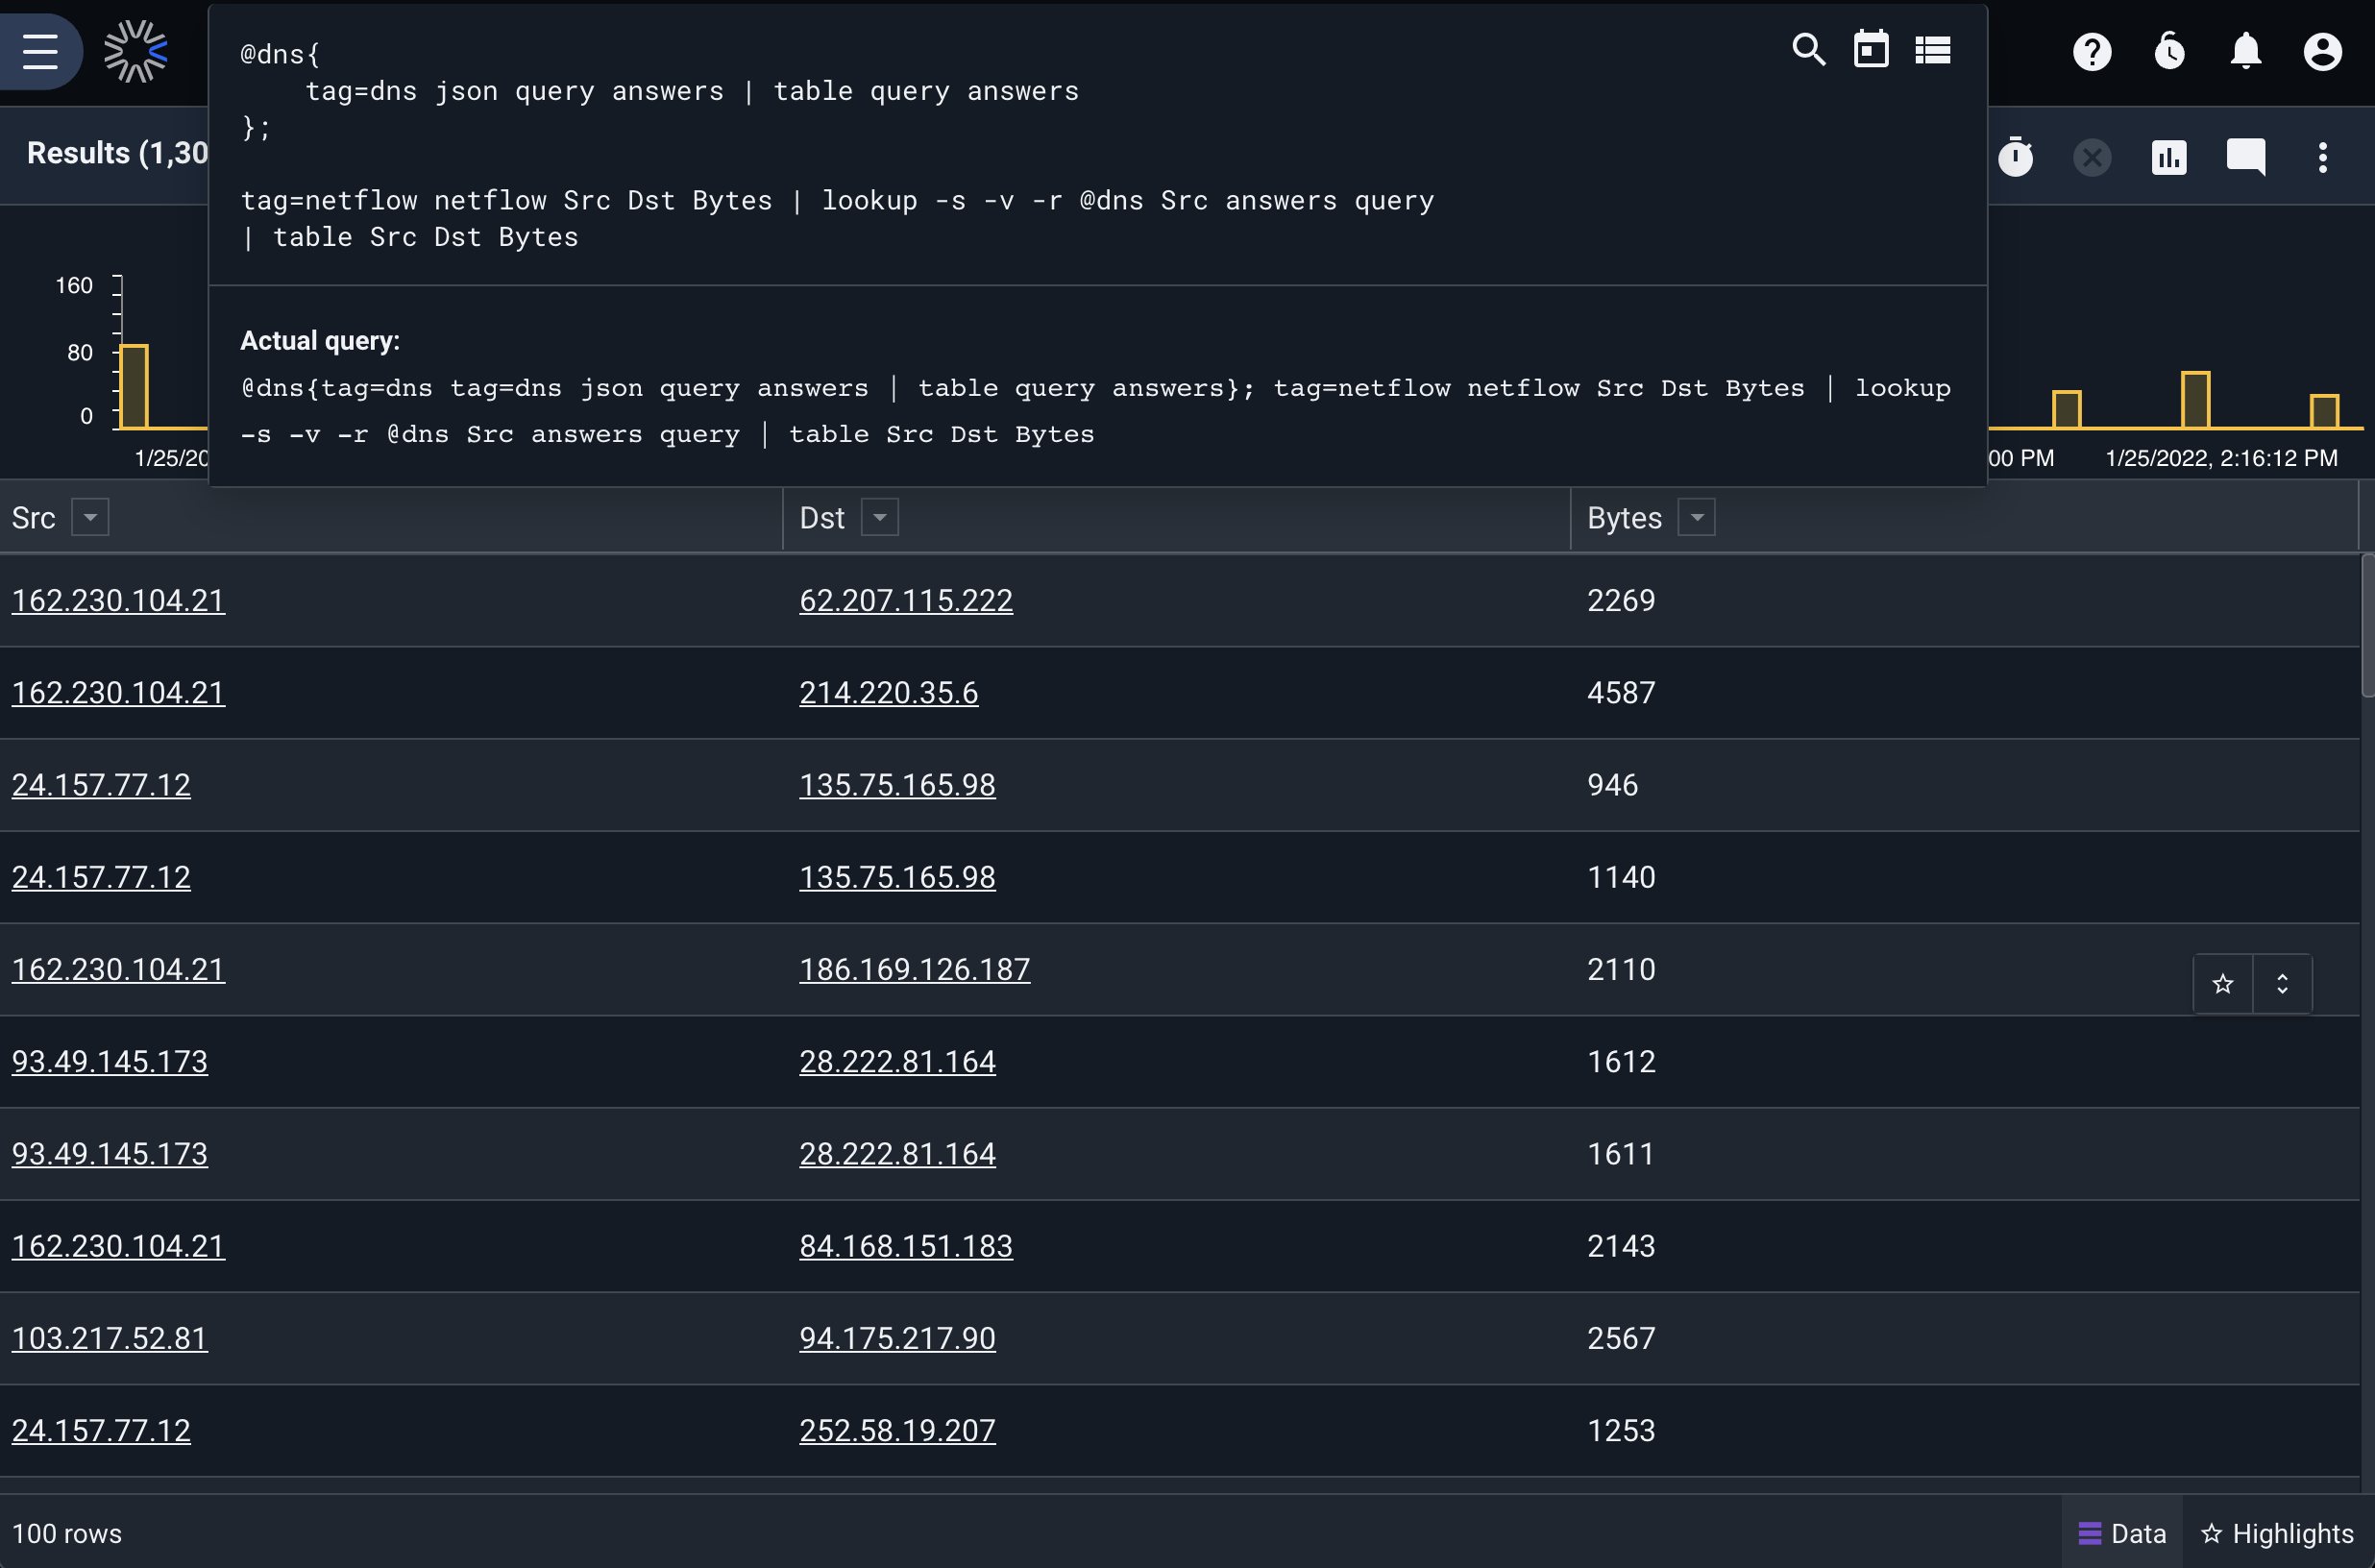 @dns{
    tag=dns json query answers | table query answers
};
tag=netflow netflow Src Dst Bytes | lookup -s -v -r @dns Src answers query
| table Src Dst Bytes
Results (1,30
Actual query:
@dns{tag=dns tag=dns json query answers | table query answers}; tag=netflow netflow Src Dst Bytes | lookup
-s -v -r @dns Src answers query | table Src Dst Bytes
160
80
0
1/25/20
00 PM
1/25/2022, 2:16:12 PM
Src Dst Bytes
162.230.104.21 62.207.115.222 2269
162.230.104.21 214.220.35.6 4587
24.157.77.12 135.75.165.98 946
24.157.77.12 135.75.165.98 1140
162.230.104.21 186.169.126.187 2110
93.49.145.173 28.222.81.164 1612
93.49.145.173 28.222.81.164 1611
162.230.104.21 84.168.151.183 2143
103.217.52.81 94.175.217.90 2567
24.157.77.12 252.58.19.207 1253
100 rows
Data
Highlights